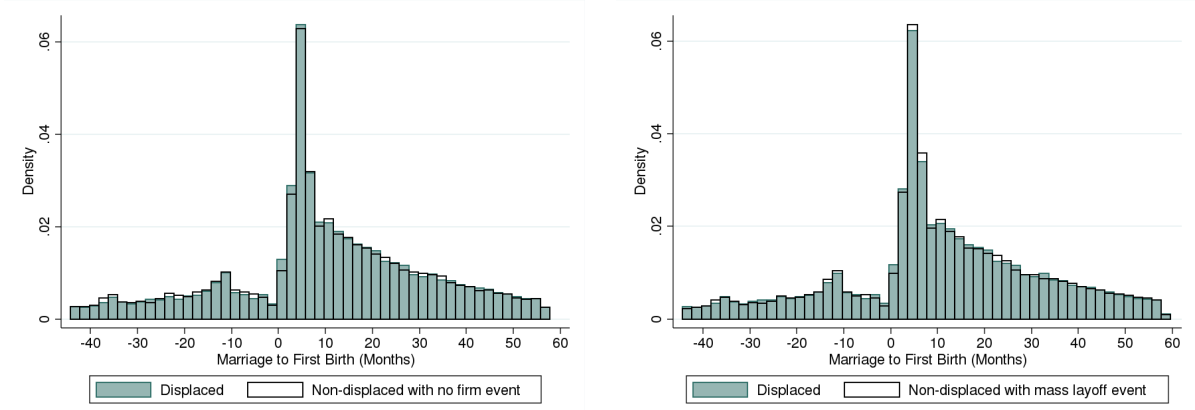 Density
.06
.04
.02
0
-40 -30 -20 -10 0 10 20 30 40 50 60
Marriage to First Birth (Months)
Displaced Non-displaced with no firm event
Density
.06
.04
.02
0
-40 -30 -20 -10 0 10 20 30 40 50 60
Marriage to First Birth (Months)
Displaced Non-displaced with mass layoff event